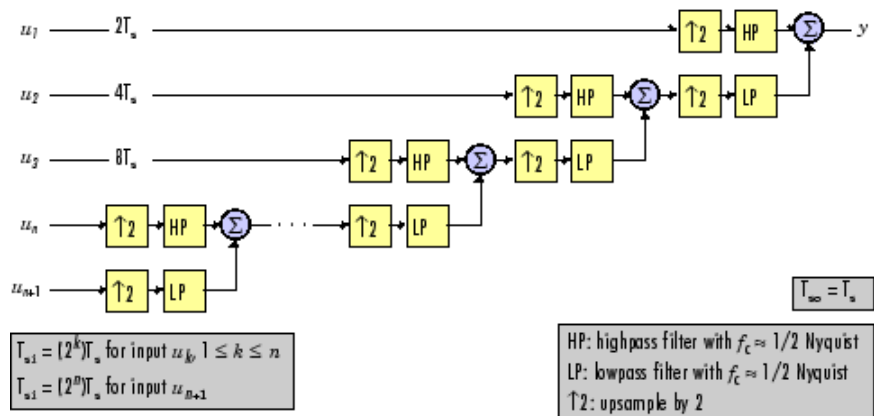 u₁ 2Tₛ ↑2 HP Σ y
u₂ 4Tₛ ↑2 HP Σ ↑2 LP
u₃ 8Tₛ ↑2 HP Σ ↑2 LP
uₙ ↑2 HP Σ · · · ↑2 LP
uₙ₊₁ ↑2 LP
Tₛₒ = Tₛ
Tₛᵢ = (2ᵏ)Tₛ for input uₖ, 1 ≤ k ≤ n
Tₛᵢ = (2ⁿ)Tₛ for input uₙ₊₁
HP: highpass filter with f_c ≈ 1/2 Nyquist
LP: lowpass filter with f_c ≈ 1/2 Nyquist
↑2: upsample by 2